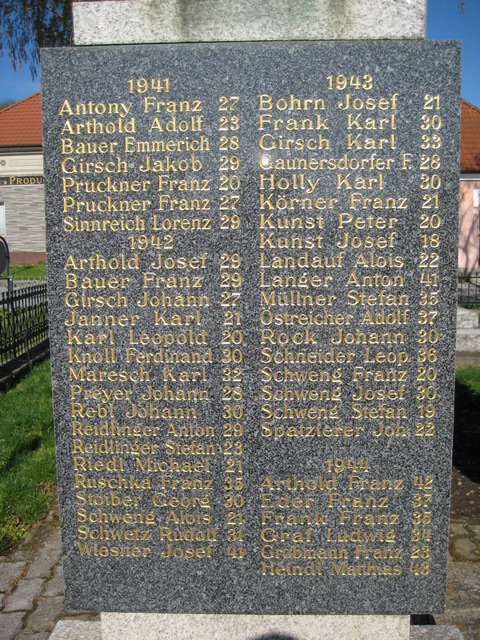 PRODU
1941
Antony Franz 27
Arthold Adolf 23
Bauer Emmerich 28
Girsch Jakob 29
Pruckner Franz 20
Pruckner Franz 27
Sinnreich Lorenz 29
1942
Arthold Josef 29
Bauer Franz 29
Girsch Johann 27
Janner Karl 21
Karl Leopold 20
Knoll Ferdinand 30
Maresch Karl 32
Preyer Johann 28
Rebl Johann 30
Reidlinger Anton 29
Reidlinger Stefan 23
Riedl Michael 21
Ruschka Franz 35
Stoiber Georg 30
Schweng Alois 21
Schwetz Rudolf 31
Wiesner Josef 41
1943
Bohrn Josef 21
Frank Karl 30
Girsch Karl 33
Gaunersdorfer F. 28
Holly Karl 30
Körner Franz 21
Kunst Peter 20
Kunst Josef 18
Landauf Alois 22
Langer Anton 41
Müllner Stefan 35
Östreicher Adolf 37
Rock Johann 30
Schneider Leop. 36
Schweng Franz 20
Schweng Josef 30
Schweng Stefan 19
Spatzierer Joh. 22
1944
Arthold Franz 42
Eder Franz 37
Frank Franz 35
Graf Ludwig 34
Grobmann Franz 23
Heindl Matthias 43